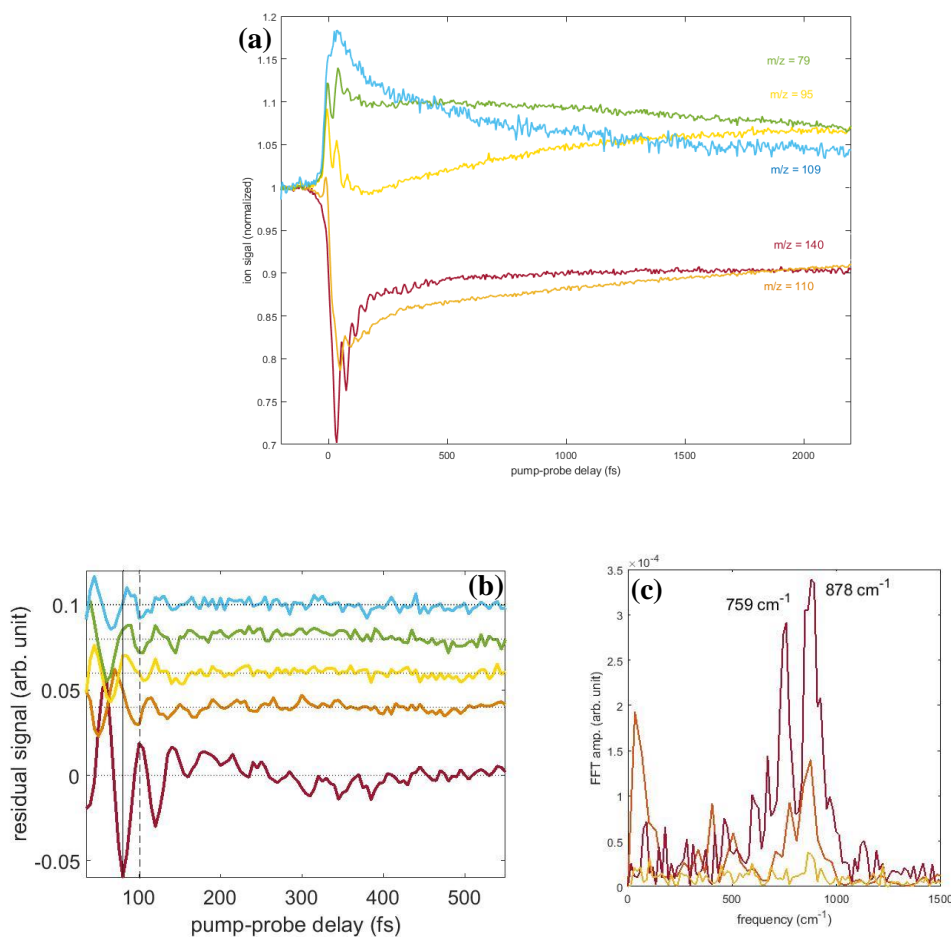 (a)
1.2
1.15
1.1
1.05
1
0.95
0.9
0.85
0.8
0.75
0.7
ion sigal (normalized)
m/z = 79
m/z = 95
m/z = 109
m/z = 140
m/z = 110
0
500
1000
1500
2000
pump-probe delay (fs)
(b)
0.1
0.05
0
-0.05
residual signal (arb. unit)
100
200
300
400
500
pump-probe delay (fs)
×10⁻⁴
(c)
3.5
3
2.5
2
1.5
1
0.5
0
FFT amp. (arb. unit)
759 cm⁻¹
878 cm⁻¹
0
500
1000
1500
frequency (cm⁻¹)